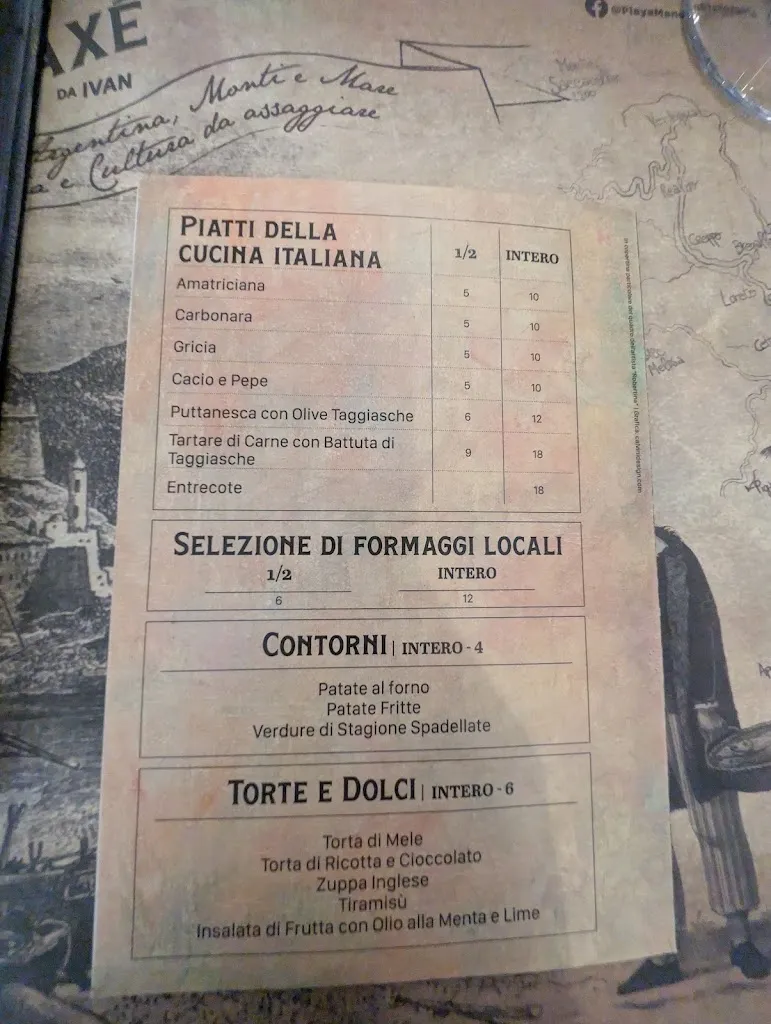 AXÉ
DA IVAN
Argentina, Monti e Mare
a e Cultura da assaggiare
PIATTI DELLA
CUCINA ITALIANA
1/2
INTERO
Amatriciana
5
10
Carbonara
5
10
Gricia
5
10
Cacio e Pepe
5
10
Puttanesca con Olive Taggiasche
6
12
Tartare di Carne con Battuta di
Taggiasche
9
18
Entrecote
18
SELEZIONE DI FORMAGGI LOCALI
1/2
INTERO
6
12
CONTORNI | INTERO - 4
Patate al forno
Patate Fritte
Verdure di Stagione Spadellate
TORTE E DOLCI | INTERO - 6
Torta di Mele
Torta di Ricotta e Cioccolato
Zuppa Inglese
Tiramisù
Insalata di Frutta con Olio alla Menta e Lime